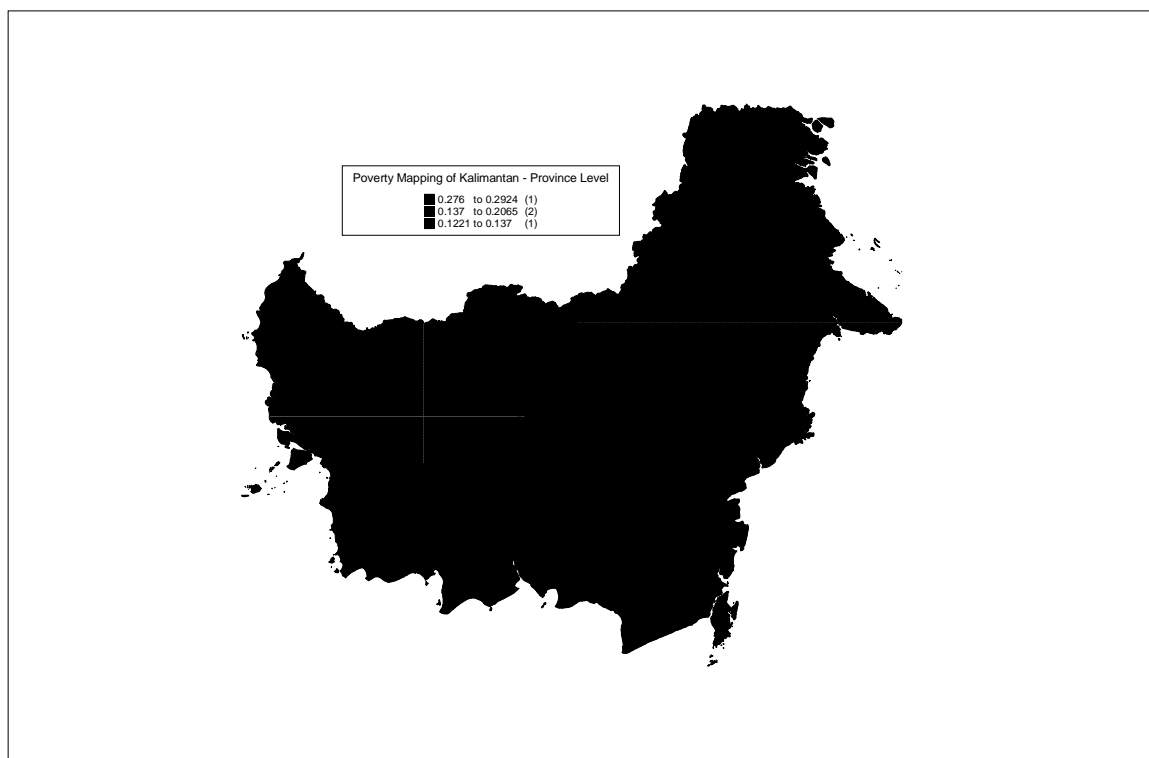 Poverty Mapping of Kalimantan - Province Level
0.276 to 0.2924 (1)
0.137 to 0.2065 (2)
0.1221 to 0.137 (1)